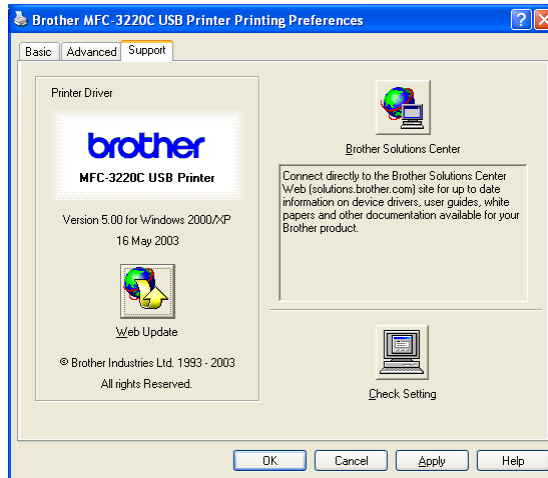 Brother MFC-3220C USB Printer Printing Preferences
Basic
Advanced
Support
Printer Driver
brother
MFC-3220C USB Printer
Version 5.00 for Windows 2000/XP
16 May 2003
Web Update
© Brother Industries Ltd. 1993 - 2003
All rights Reserved.
Brother Solutions Center
Connect directly to the Brother Solutions Center
Web (solutions.brother.com) site for up to date
information on device drivers, user guides, white
papers and other documentation available for your
Brother product.
Check Setting
OK
Cancel
Apply
Help